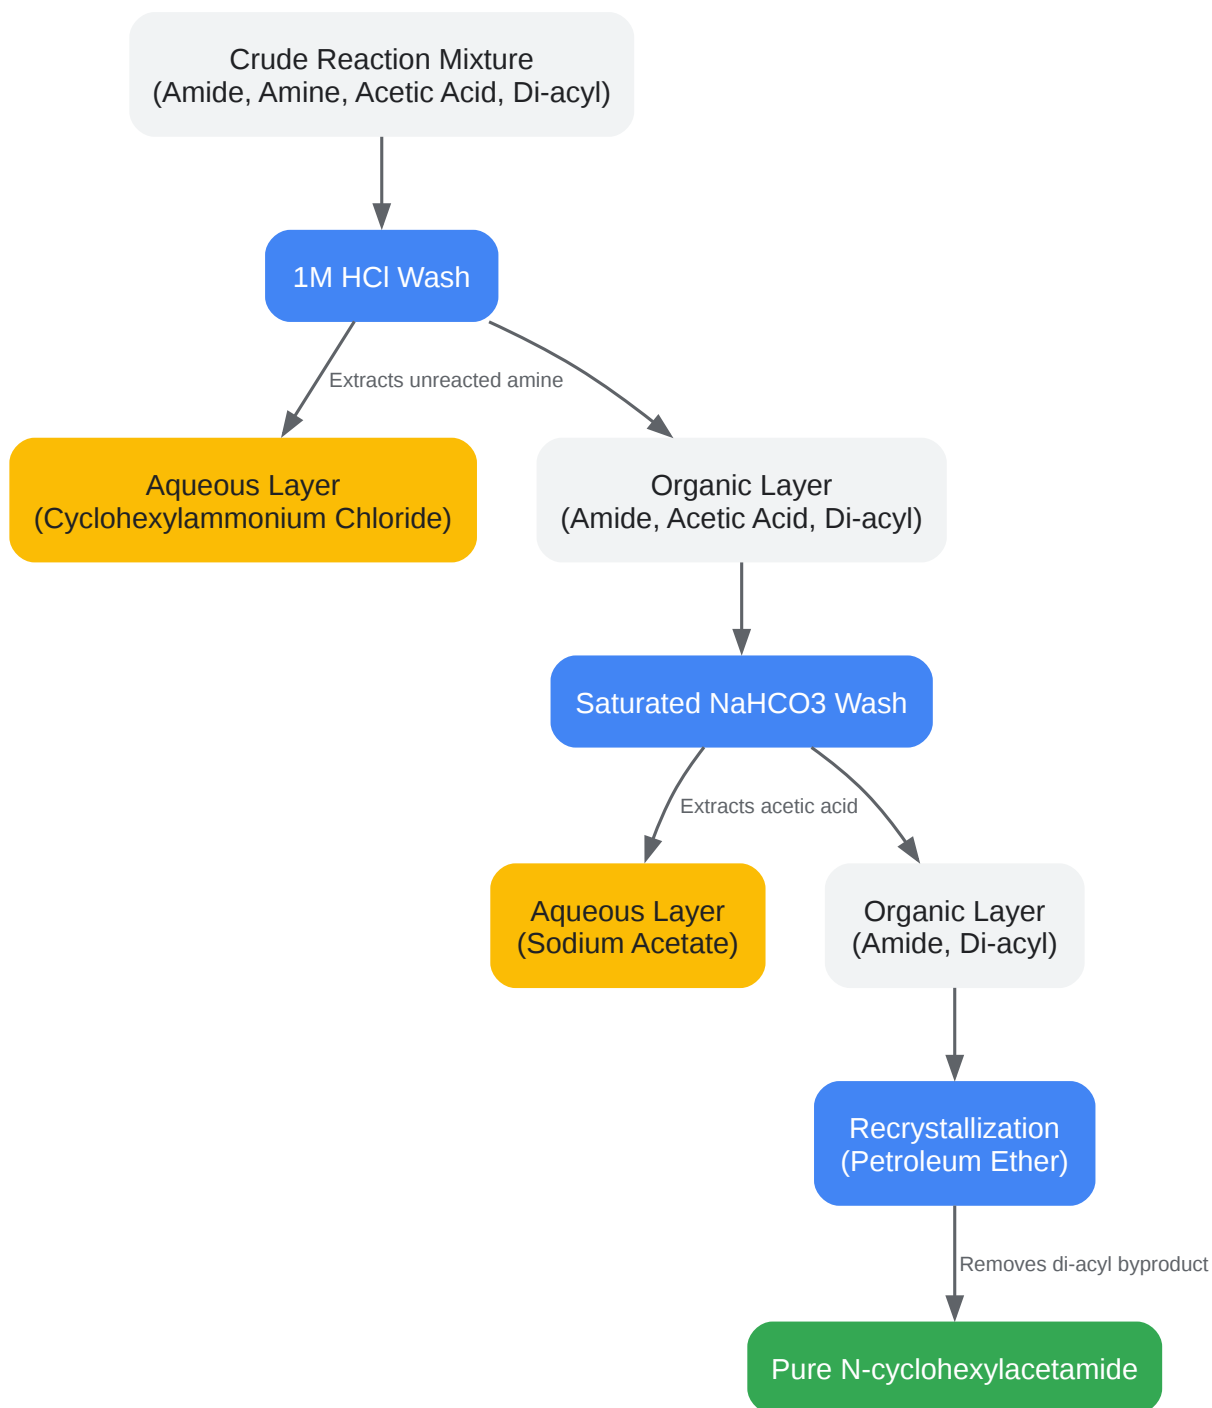 Crude Reaction Mixture
(Amide, Amine, Acetic Acid, Di-acyl)
1M HCl Wash
Extracts unreacted amine
Aqueous Layer
(Cyclohexylammonium Chloride)
Organic Layer
(Amide, Acetic Acid, Di-acyl)
Saturated NaHCO3 Wash
Extracts acetic acid
Aqueous Layer
(Sodium Acetate)
Organic Layer
(Amide, Di-acyl)
Recrystallization
(Petroleum Ether)
Removes di-acyl byproduct
Pure N-cyclohexylacetamide